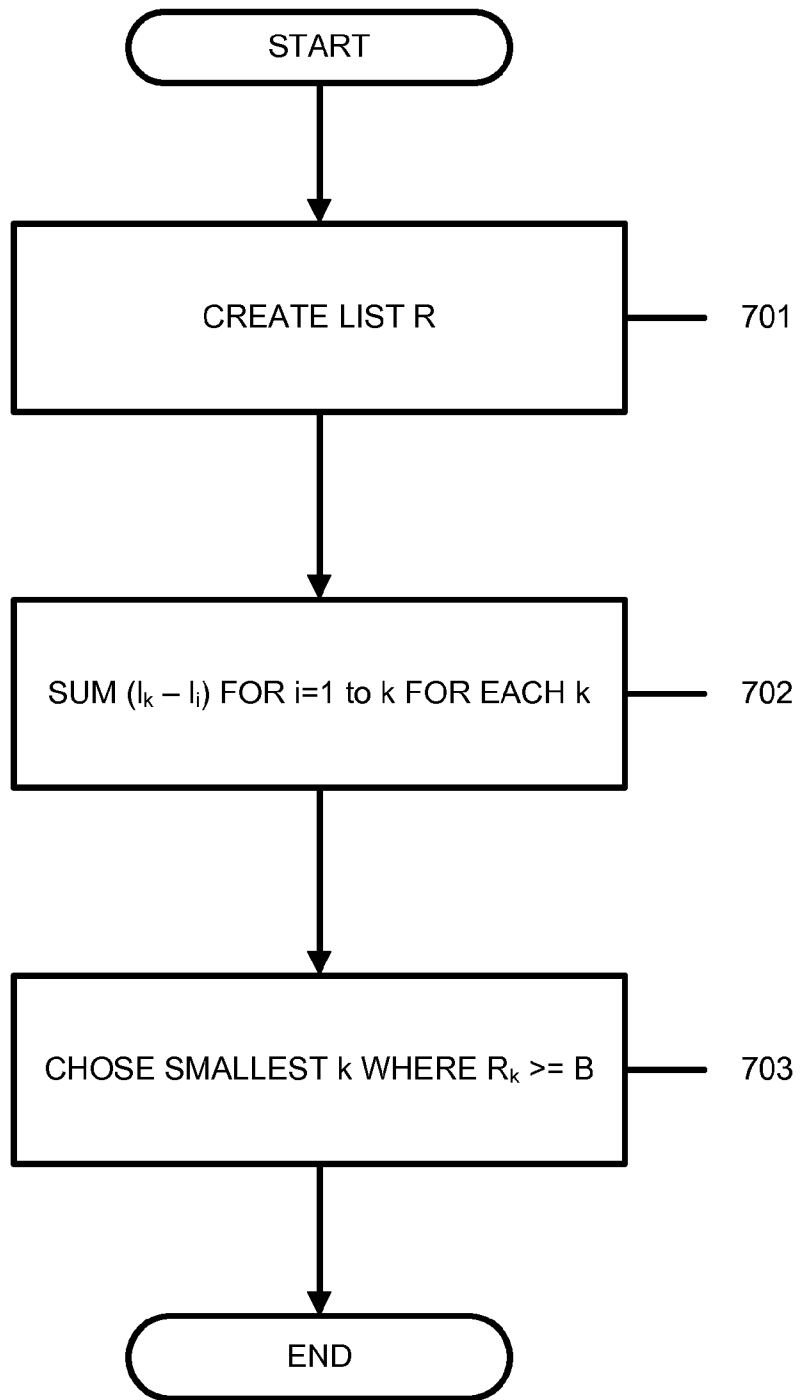 START
CREATE LIST R
701
SUM (lₖ – lᵢ) FOR i=1 to k FOR EACH k
702
CHOSE SMALLEST k WHERE Rₖ >= B
703
END